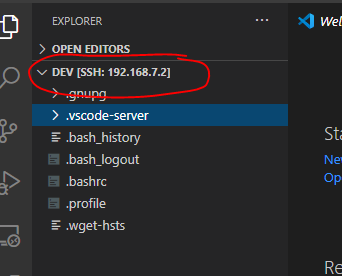 EXPLORER
OPEN EDITORS
DEV [SSH: 192.168.7.2]
.gnupg
.vscode-server
.bash_history
.bash_logout
.bashrc
.profile
.wget-hsts
Wel
Sta
New
Op
Re